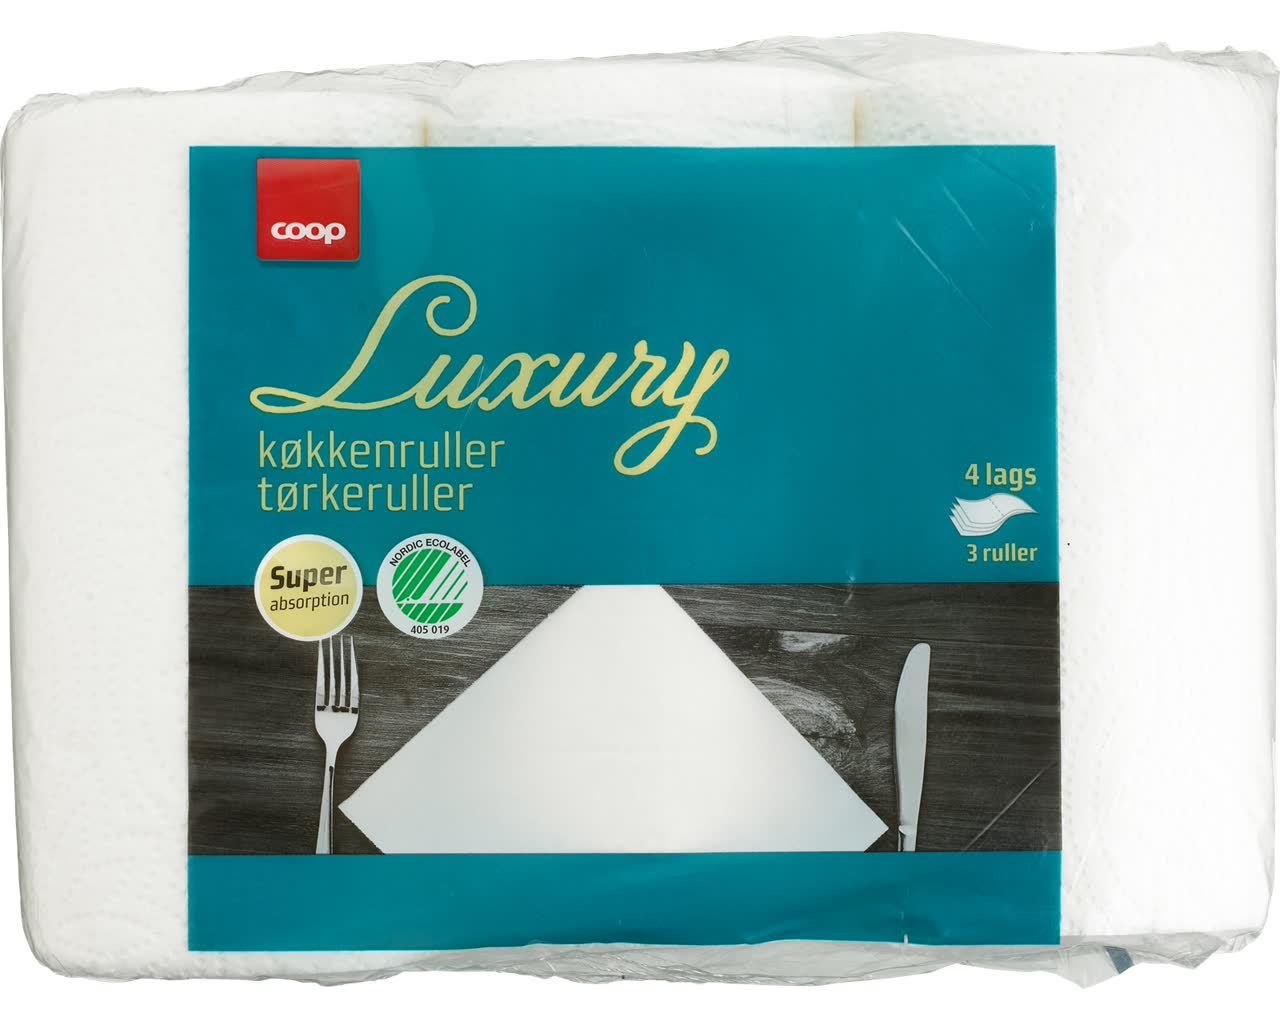 coop
Luxury
køkkenruller
tørkeruller
4 lags
3 ruller
Super
absorption
NORDIC ECOLABEL
405 019